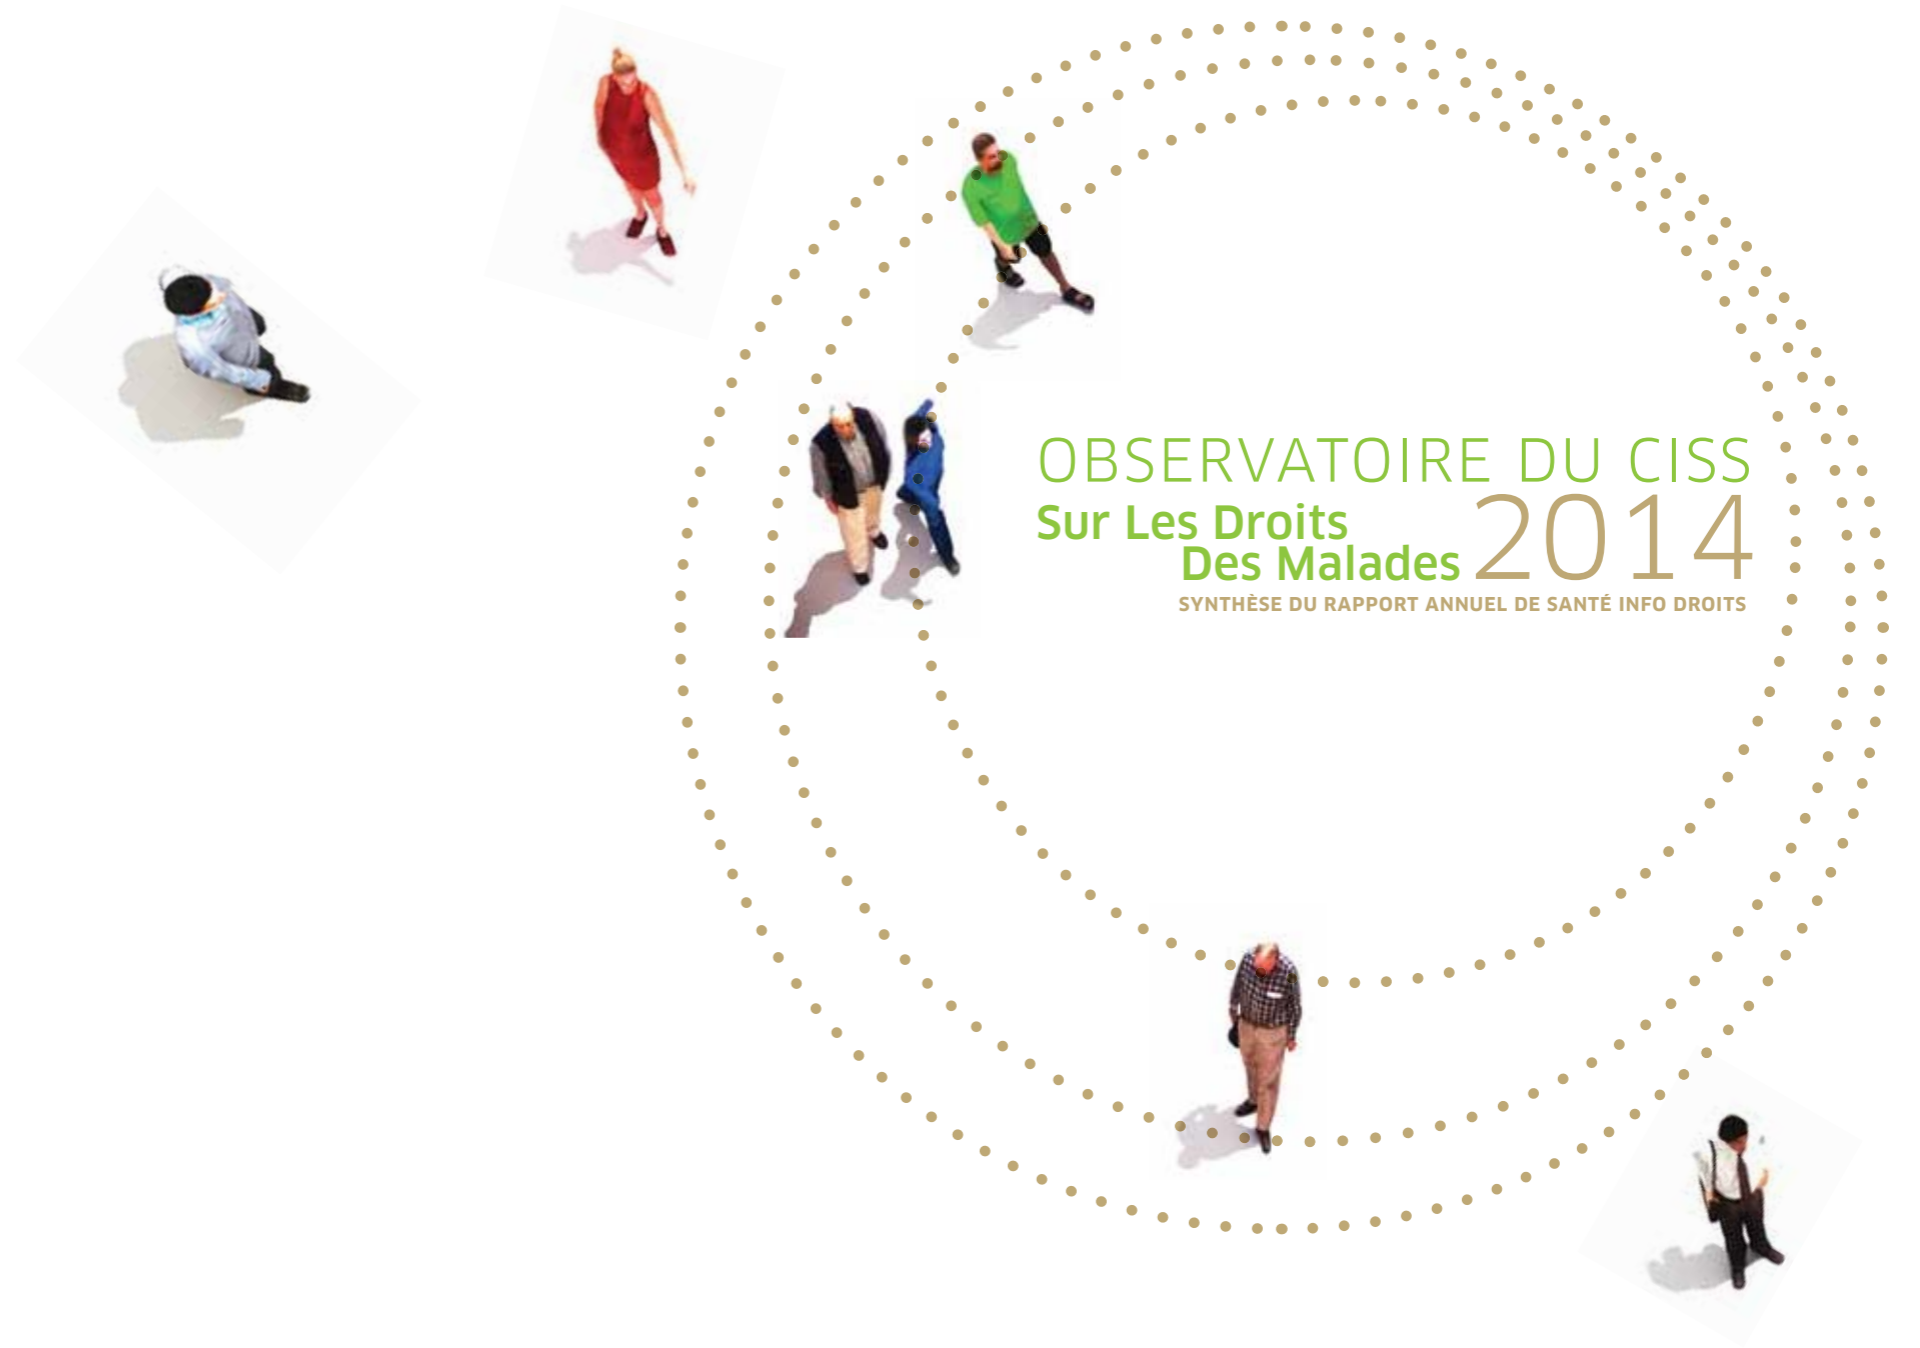 OBSERVATOIRE DU CISS
Sur Les Droits
Des Malades 2014
SYNTHÈSE DU RAPPORT ANNUEL DE SANTÉ INFO DROITS